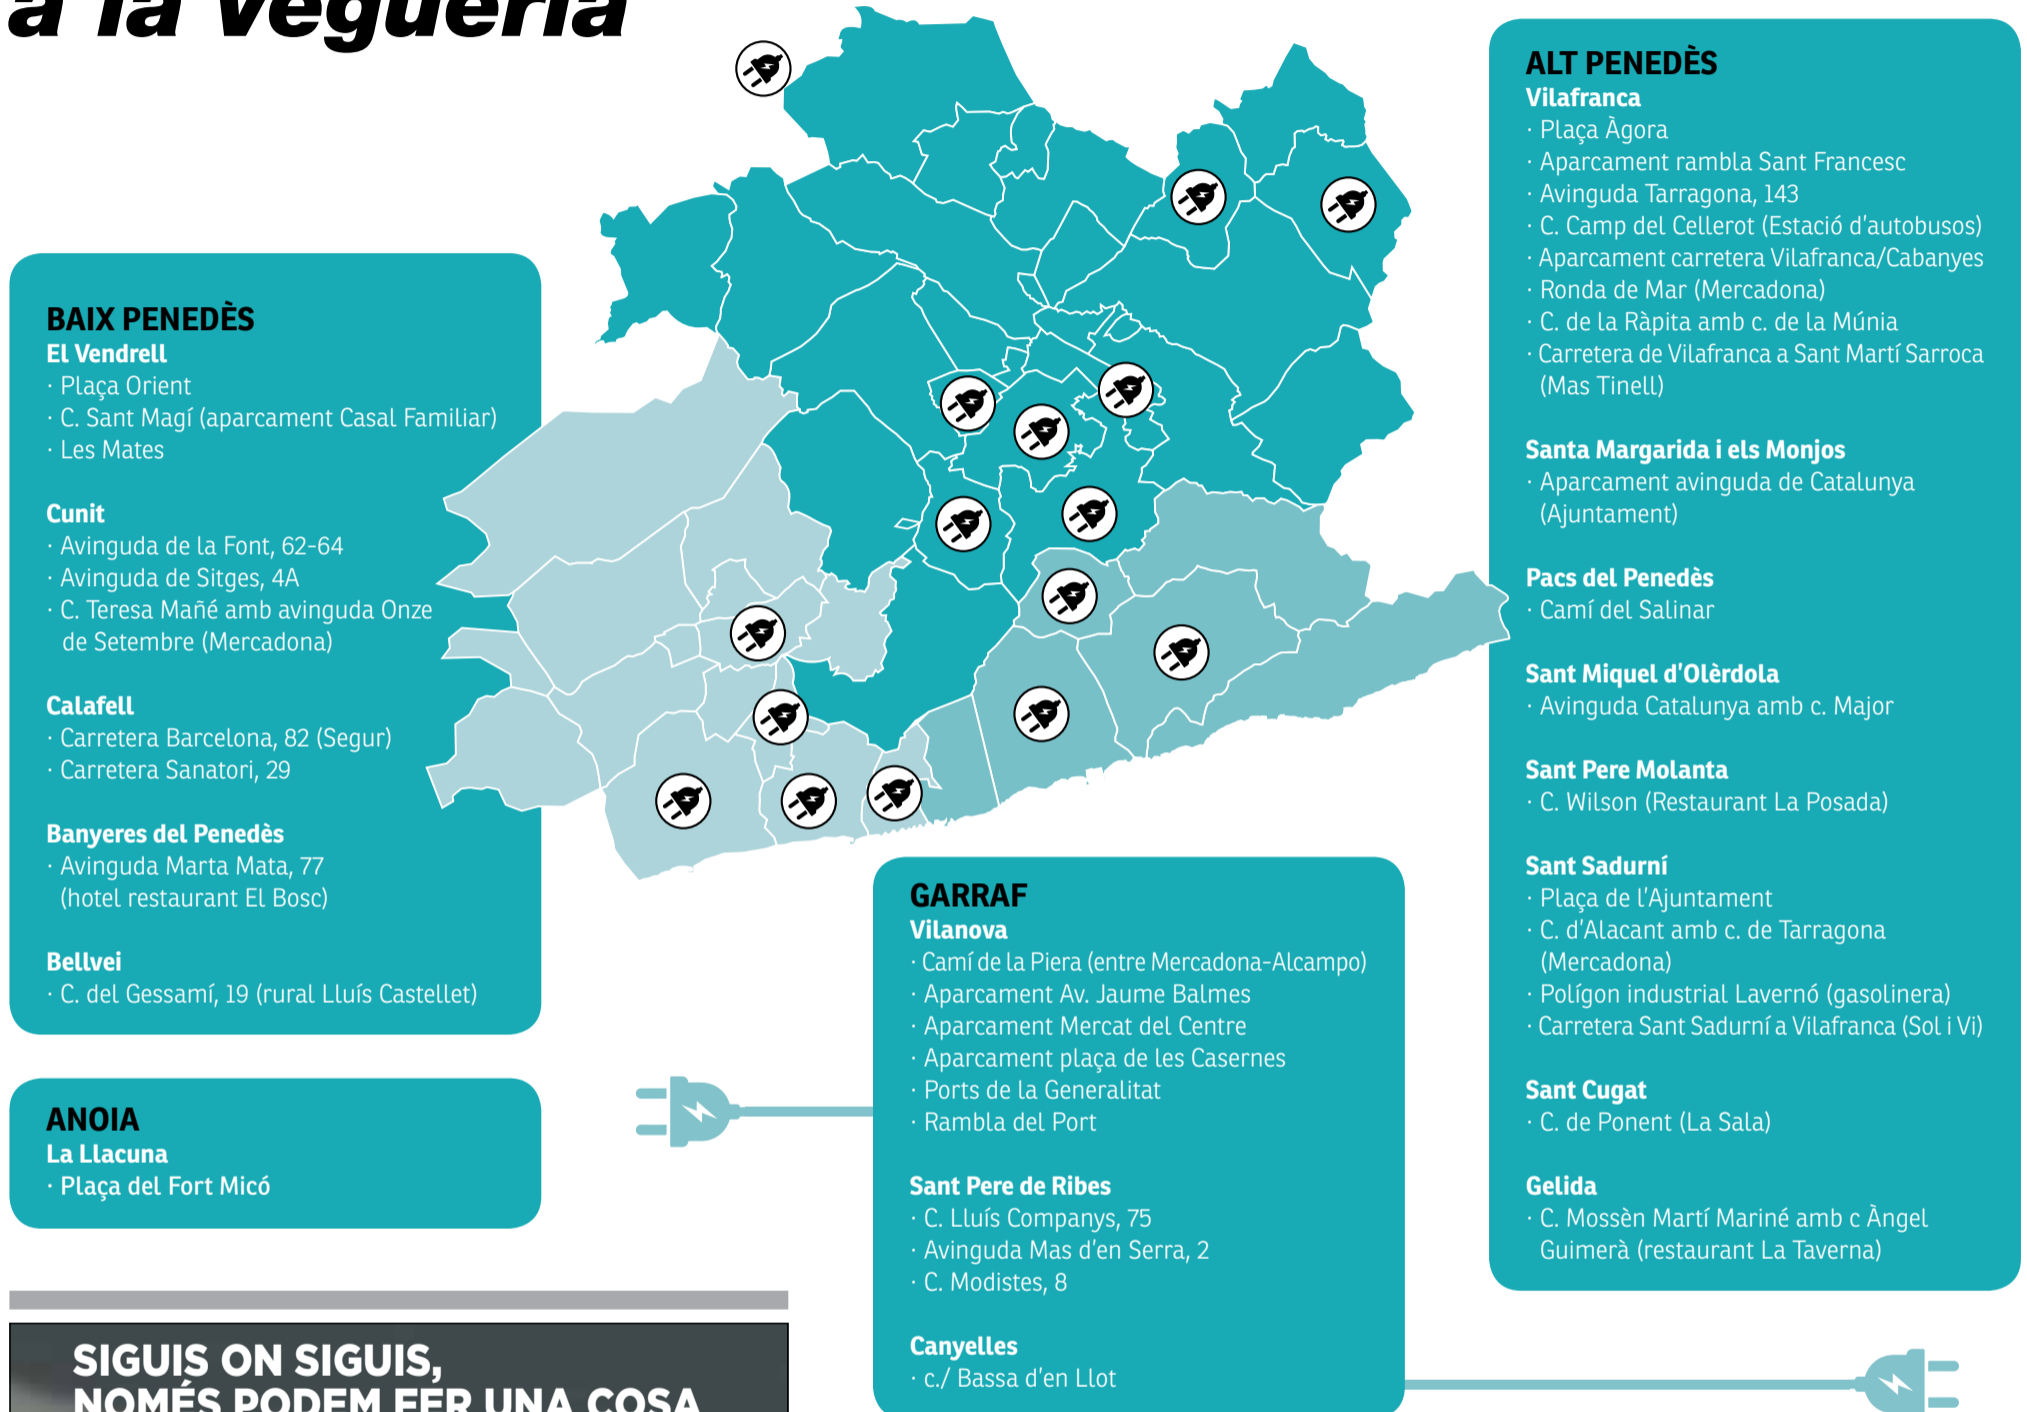 a la vegueria
BAIX PENEDÈS
El Vendrell
· Plaça Orient
· C. Sant Magí (aparcament Casal Familiar)
· Les Mates
Cunit
· Avinguda de la Font, 62-64
· Avinguda de Sitges, 4A
· C. Teresa Mañé amb avinguda Onze
de Setembre (Mercadona)
Calafell
· Carretera Barcelona, 82 (Segur)
· Carretera Sanatori, 29
Banyeres del Penedès
· Avinguda Marta Mata, 77
(hotel restaurant El Bosc)
Bellvei
· C. del Gessamí, 19 (rural Lluís Castellet)
ANOIA
La Llacuna
· Plaça del Fort Micó
SIGUIS ON SIGUIS,
NOMÉS PODEM FER UNA COSA
GARRAF
Vilanova
· Camí de la Piera (entre Mercadona-Alcampo)
· Aparcament Av. Jaume Balmes
· Aparcament Mercat del Centre
· Aparcament plaça de les Casernes
· Ports de la Generalitat
· Rambla del Port
Sant Pere de Ribes
· C. Lluís Companys, 75
· Avinguda Mas d'en Serra, 2
· C. Modistes, 8
Canyelles
· c./ Bassa d'en Llot
ALT PENEDÈS
Vilafranca
· Plaça Àgora
· Aparcament rambla Sant Francesc
· Avinguda Tarragona, 143
· C. Camp del Cellerot (Estació d'autobusos)
· Aparcament carretera Vilafranca/Cabanyes
· Ronda de Mar (Mercadona)
· C. de la Ràpita amb c. de la Múnia
· Carretera de Vilafranca a Sant Martí Sarroca
(Mas Tinell)
Santa Margarida i els Monjos
· Aparcament avinguda de Catalunya
(Ajuntament)
Pacs del Penedès
· Camí del Salinar
Sant Miquel d'Olèrdola
· Avinguda Catalunya amb c. Major
Sant Pere Molanta
· C. Wilson (Restaurant La Posada)
Sant Sadurní
· Plaça de l'Ajuntament
· C. d'Alacant amb c. de Tarragona
(Mercadona)
· Polígon industrial Lavernó (gasolinera)
· Carretera Sant Sadurní a Vilafranca (Sol i Vi)
Sant Cugat
· C. de Ponent (La Sala)
Gelida
· C. Mossèn Martí Mariné amb c Àngel
Guimerà (restaurant La Taverna)